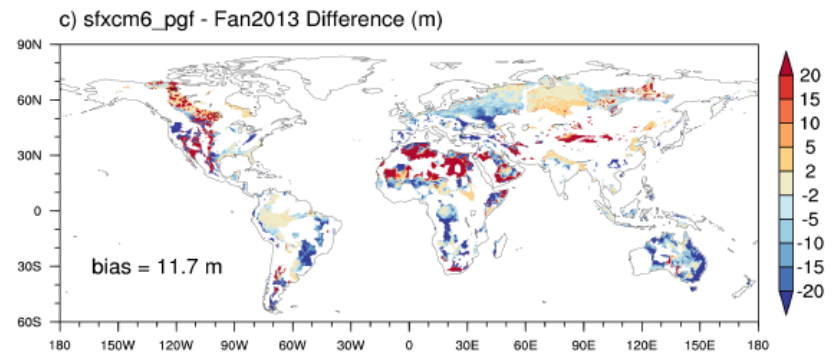 c) sfxcm6_pgf - Fan2013 Difference (m)
90N
60N
30N
0
30S
60S
bias = 11.7 m
180 150W 120W 90W 60W 30W 0 30E 60E 90E 120E 150E 180
20
15
10
5
2
-2
-5
-10
-15
-20